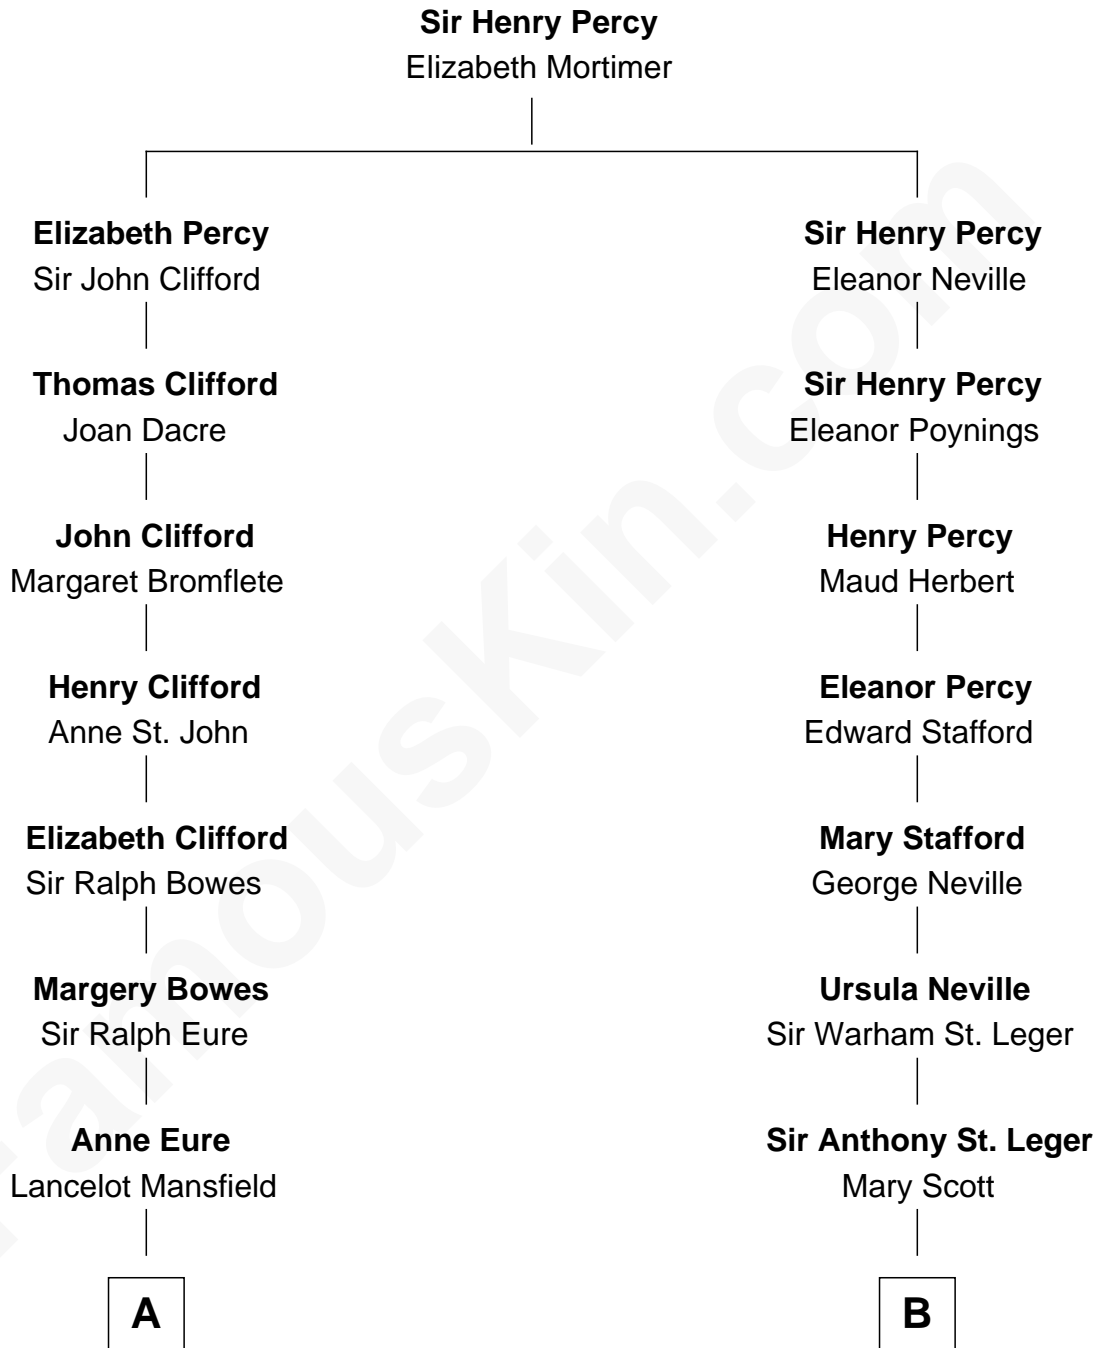 Sir Henry Percy
Elizabeth Mortimer
Elizabeth Percy
Sir John Clifford
Sir Henry Percy
Eleanor Neville
Thomas Clifford
Joan Dacre
Sir Henry Percy
Eleanor Poynings
John Clifford
Margaret Bromflete
Henry Percy
Maud Herbert
Henry Clifford
Anne St. John
Eleanor Percy
Edward Stafford
Elizabeth Clifford
Sir Ralph Bowes
Mary Stafford
George Neville
Margery Bowes
Sir Ralph Eure
Ursula Neville
Sir Warham St. Leger
Anne Eure
Lancelot Mansfield
Sir Anthony St. Leger
Mary Scott
A
B
FamousKin.com